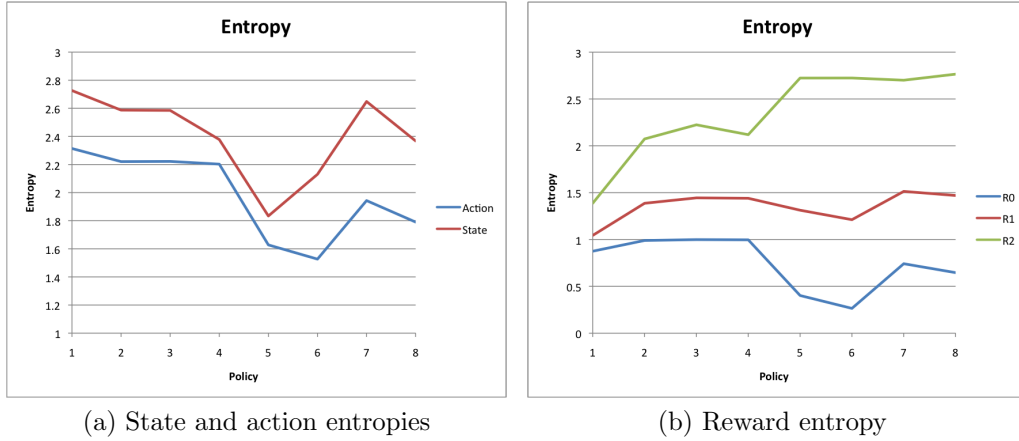 Entropy
3
2.8
2.6
2.4
2.2
2
1.8
1.6
1.4
1.2
1
Entropy
1 2 3 4 5 6 7 8
Policy
Action
State
(a) State and action entropies
Entropy
3
2.5
2
1.5
1
0.5
0
Entropy
1 2 3 4 5 6 7 8
Policy
R0
R1
R2
(b) Reward entropy